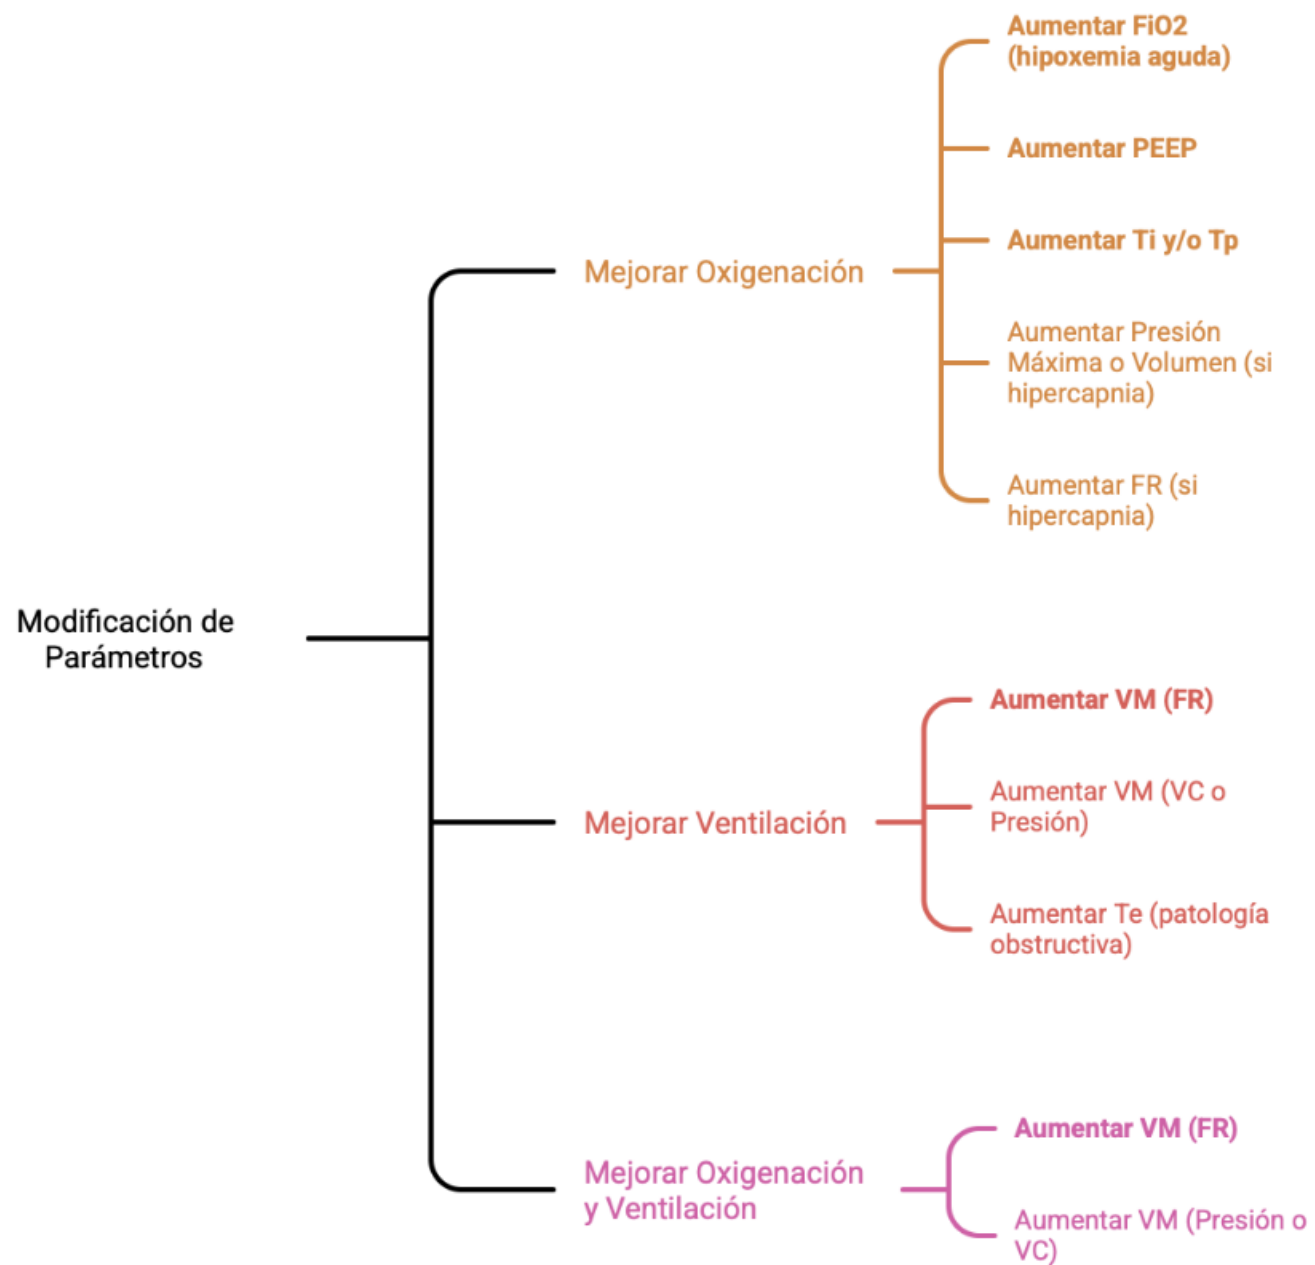 Modificación de
Parámetros
Mejorar Oxigenación
Aumentar FiO2
(hipoxemia aguda)
Aumentar PEEP
Aumentar Ti y/o Tp
Aumentar Presión
Máxima o Volumen (si
hipercapnia)
Aumentar FR (si
hipercapnia)
Mejorar Ventilación
Aumentar VM (FR)
Aumentar VM (VC o
Presión)
Aumentar Te (patología
obstructiva)
Mejorar Oxigenación
y Ventilación
Aumentar VM (FR)
Aumentar VM (Presión o
VC)